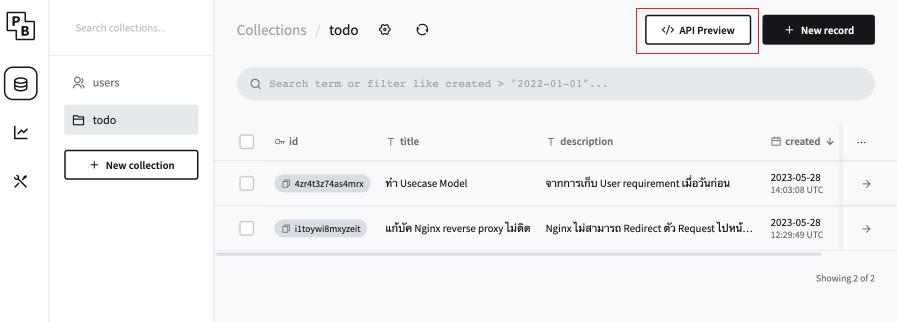 PB
Search collections...
users
todo
+ New collection
Collections / todo
</> API Preview
+ New record
Search term or filter like created > "2022-01-01"...
id title description created ...
4zr4t3z74as4mrx ทำ Usecase Model จากการเก็บ User requirement เมื่อวันก่อน 2023-05-28
14:03:08 UTC
i1toywi8mxyzeit แก้บัค Nginx reverse proxy ไม่ติด Nginx ไม่สามารถ Redirect ตัว Request ไปหน้... 2023-05-28
12:29:49 UTC
Showing 2 of 2